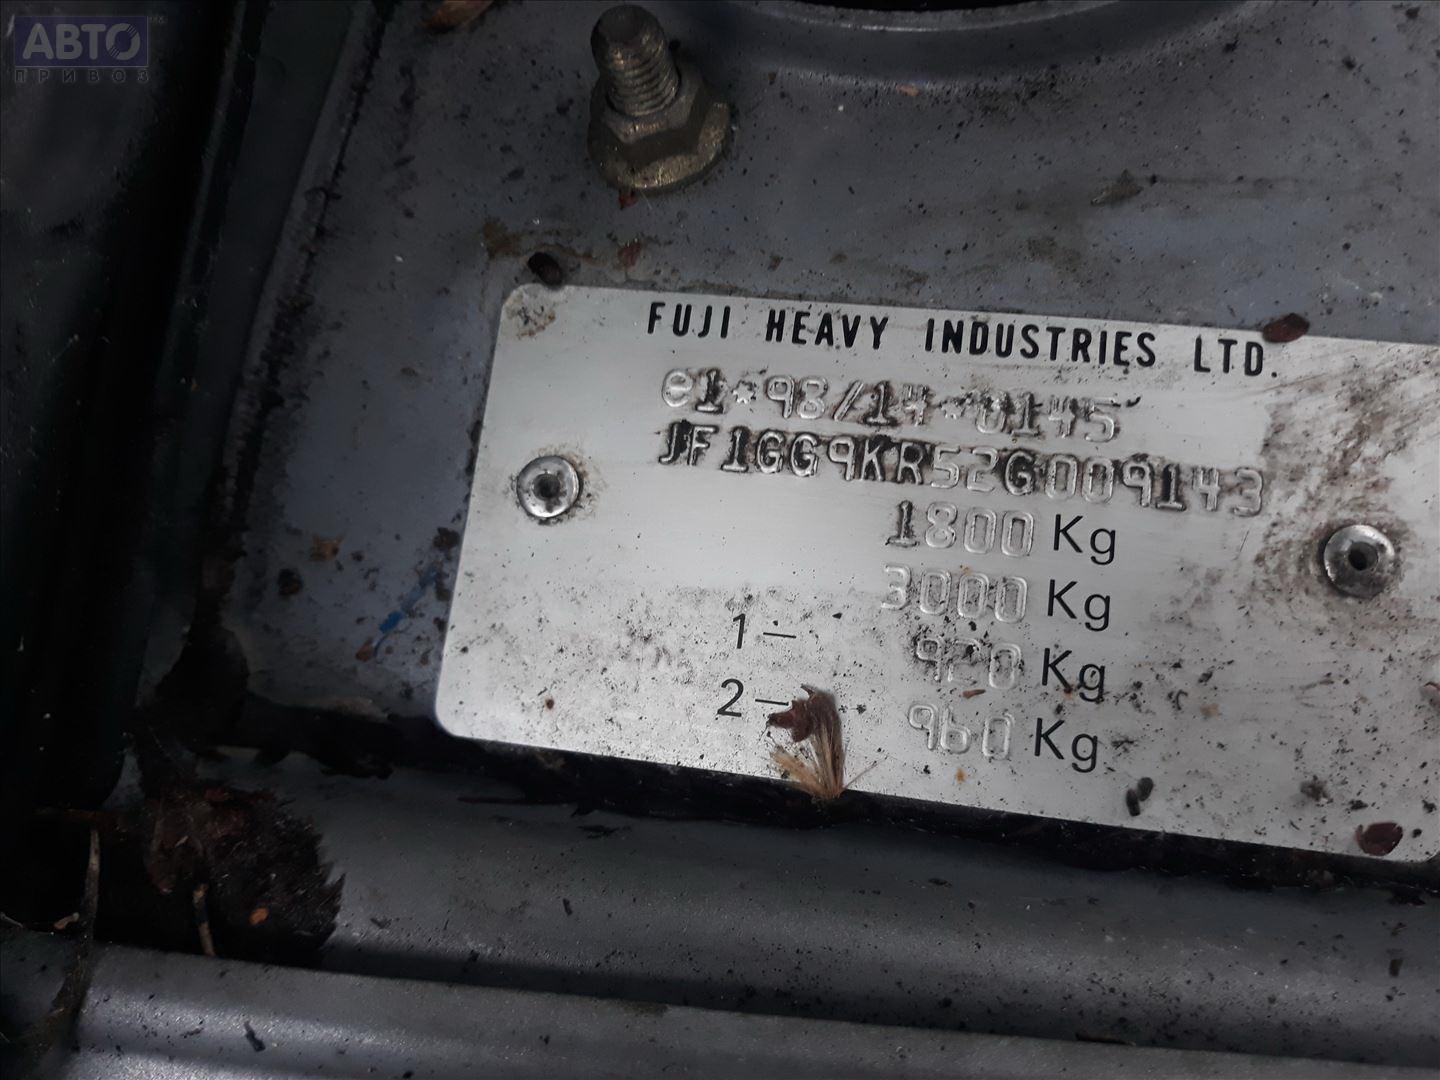 АВТО
ПРИВОЗ
FUJI HEAVY INDUSTRIES LTD.
e1*98/14*0145
JF1GG9KR52G009143
1800 Kg
3000 Kg
1– 920 Kg
2– 960 Kg